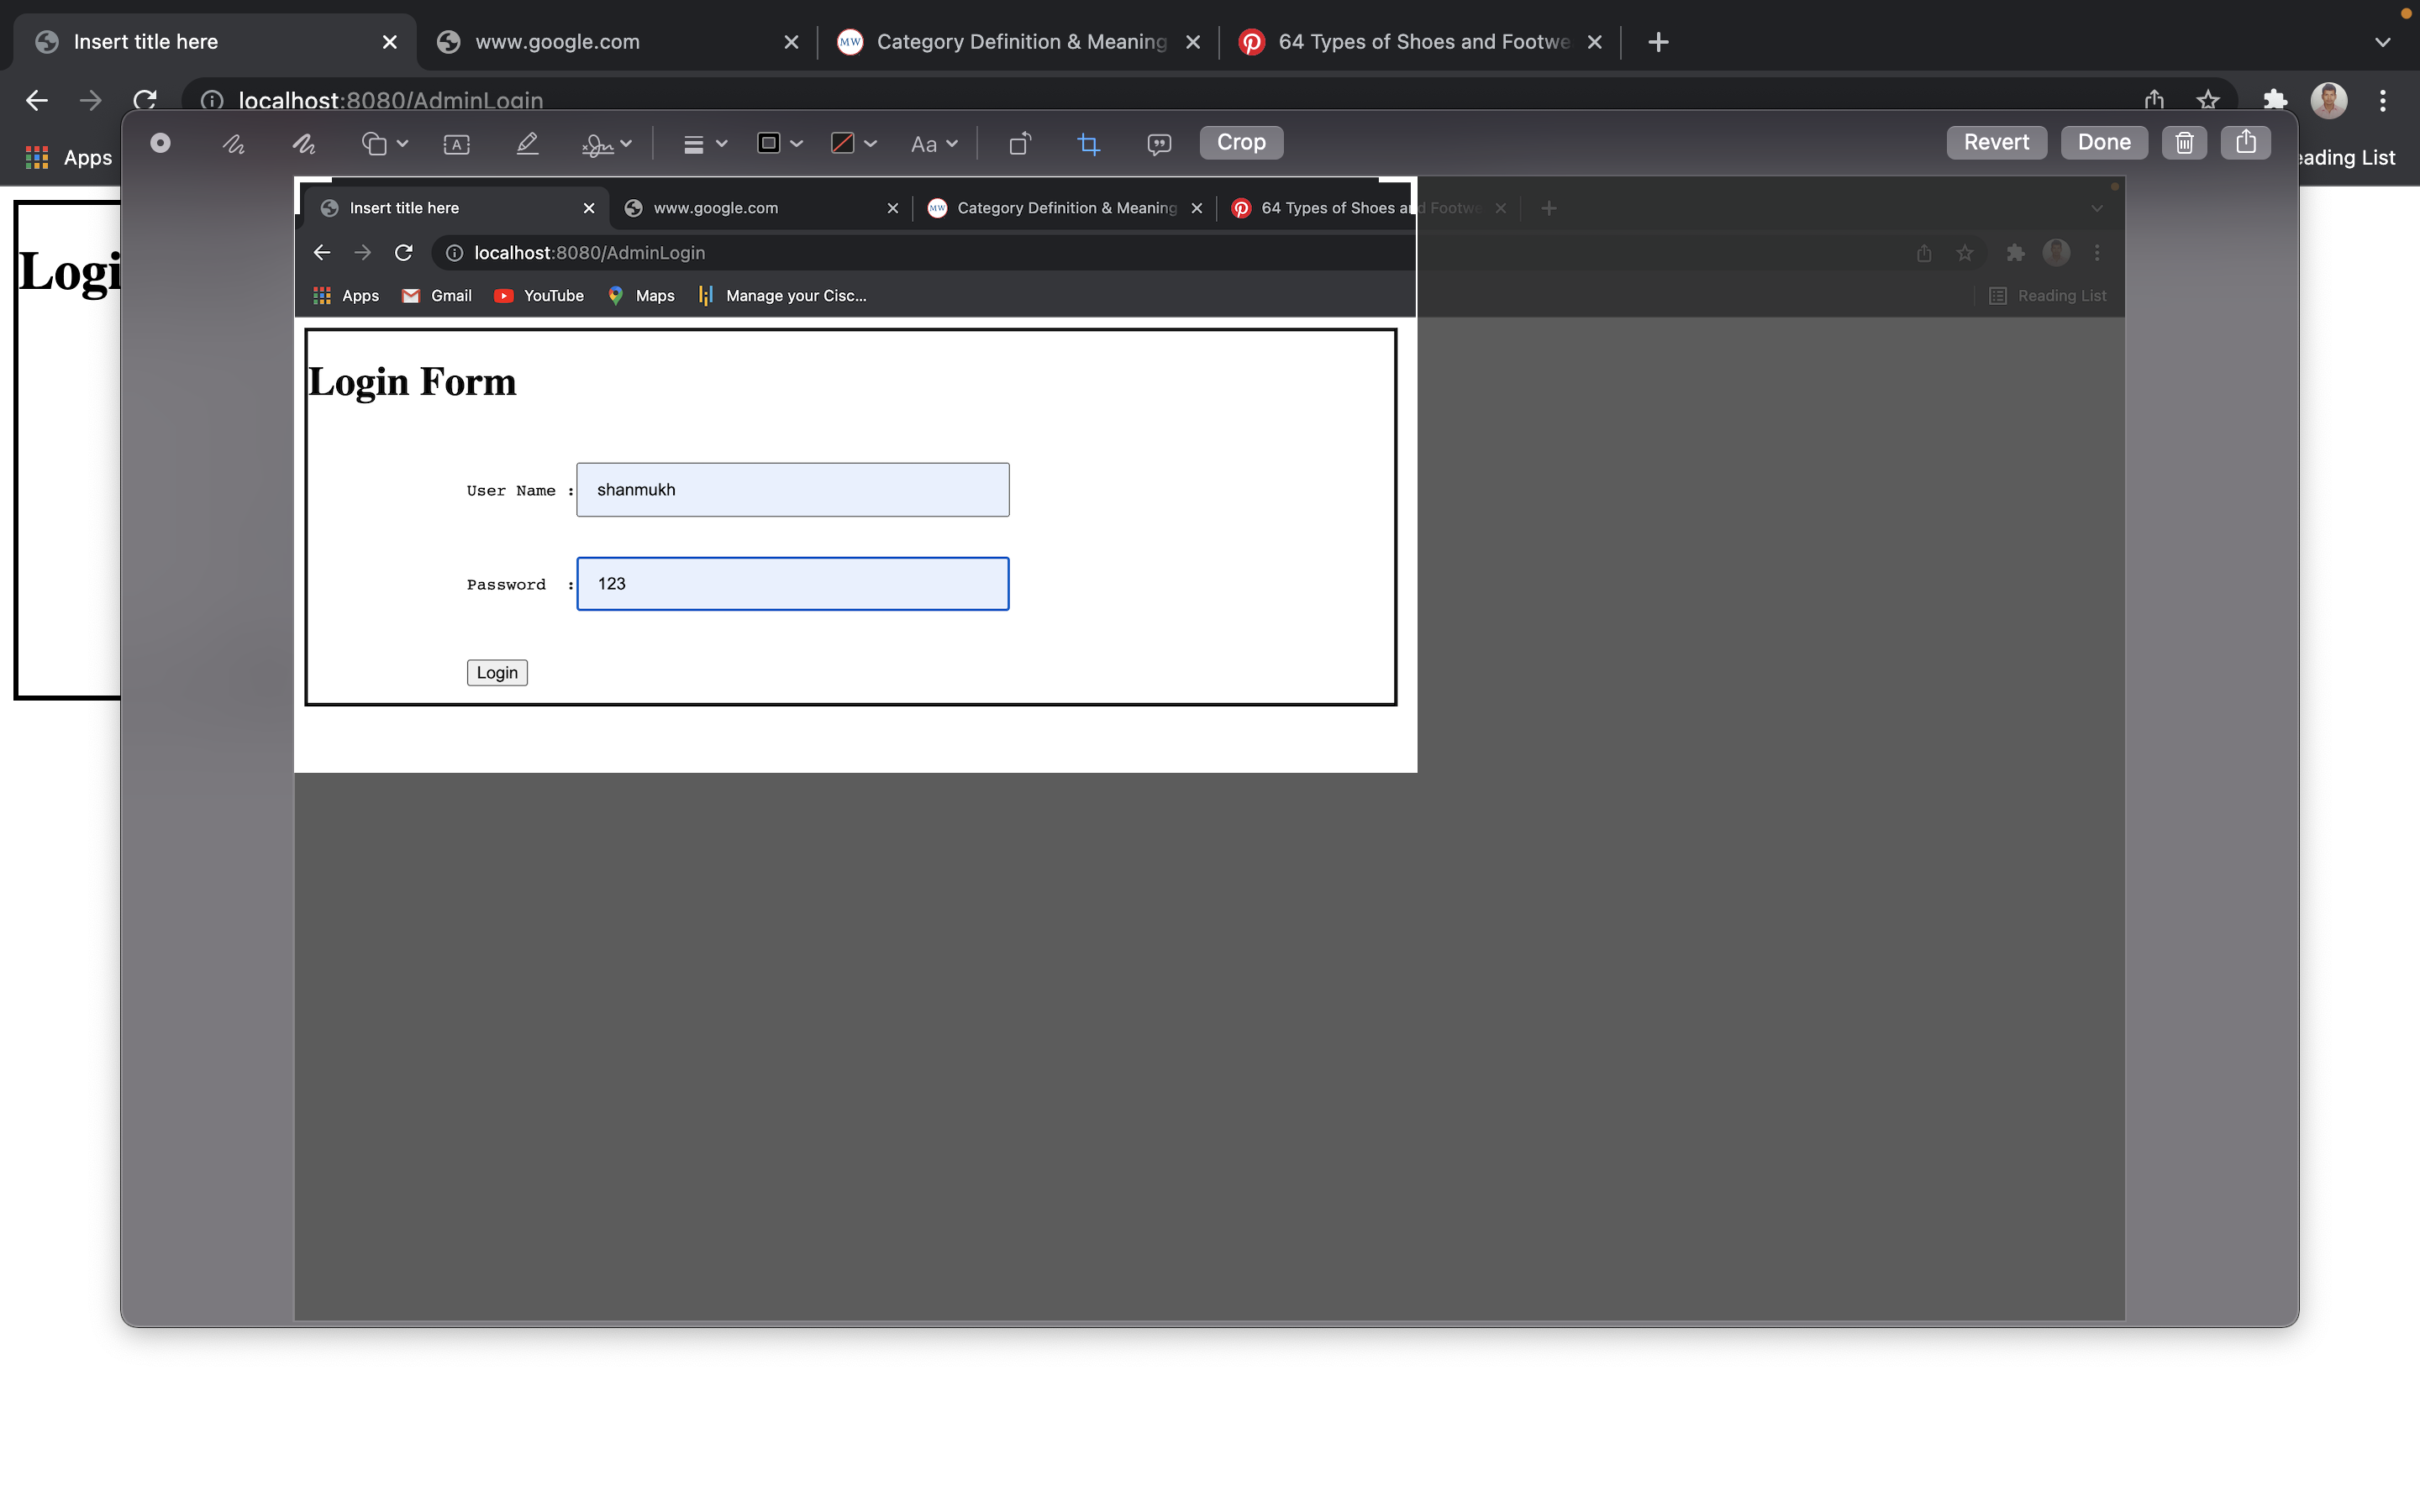 Insert title here
www.google.com
Category Definition & Meaning
64 Types of Shoes and Footwe
localhost:8080/AdminLogin
Apps
Crop
Revert
Done
eading List
Logi
Insert title here
www.google.com
Category Definition & Meaning
64 Types of Shoes and Footwe
localhost:8080/AdminLogin
Apps
Gmail
YouTube
Maps
Manage your Cisc...
Reading List
Login Form
User Name :
shanmukh
Password :
123
Login